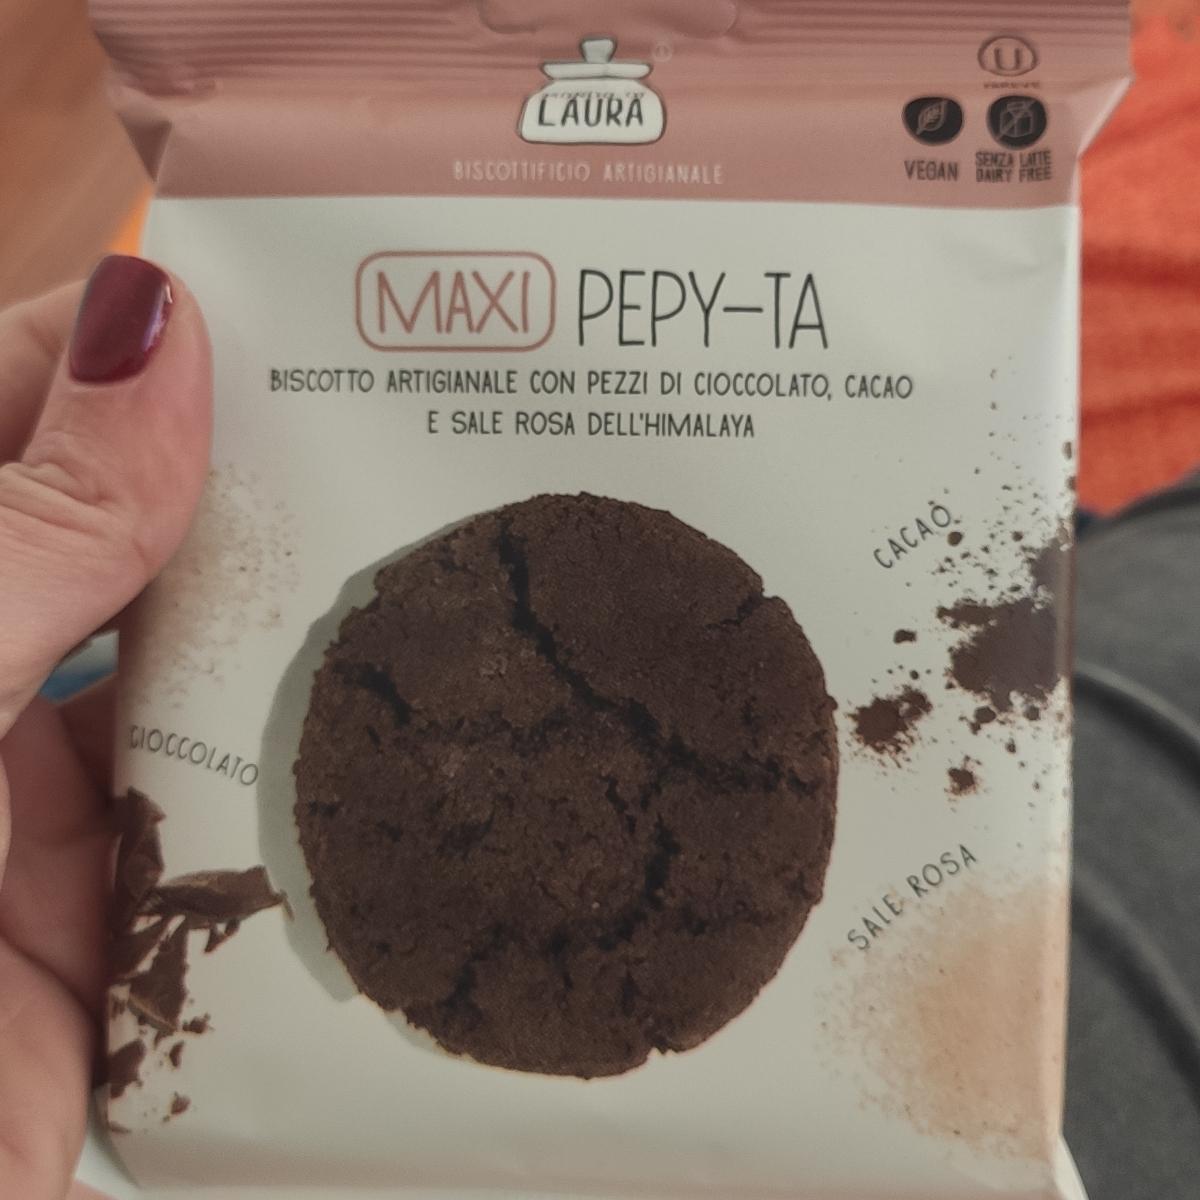 LAURA
BISCOTTIFICIO ARTIGIANALE
U
VEGAN
SENZA LATTE
DAIRY FREE
MAXI PEPY-TA
BISCOTTO ARTIGIANALE CON PEZZI DI CIOCCOLATO, CACAO
E SALE ROSA DELL'HIMALAYA
CACAO
CIOCCOLATO
SALE ROSA